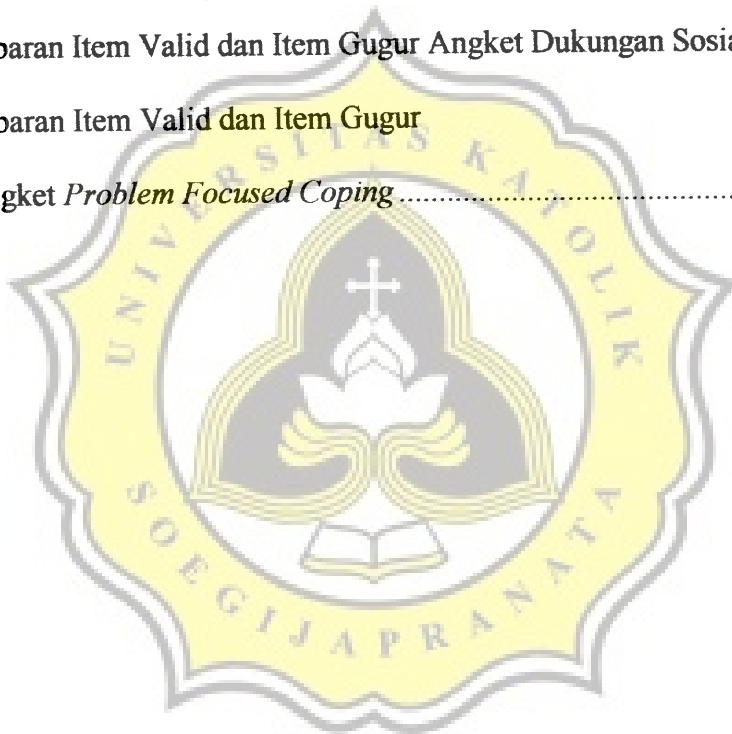 baran Item Valid dan Item Gugur Angket Dukungan Sosia
baran Item Valid dan Item Gugur
gket Problem Focused Coping ..........................................
UNIVERSITAS KATOLIK
SOEGIJAPRANATA